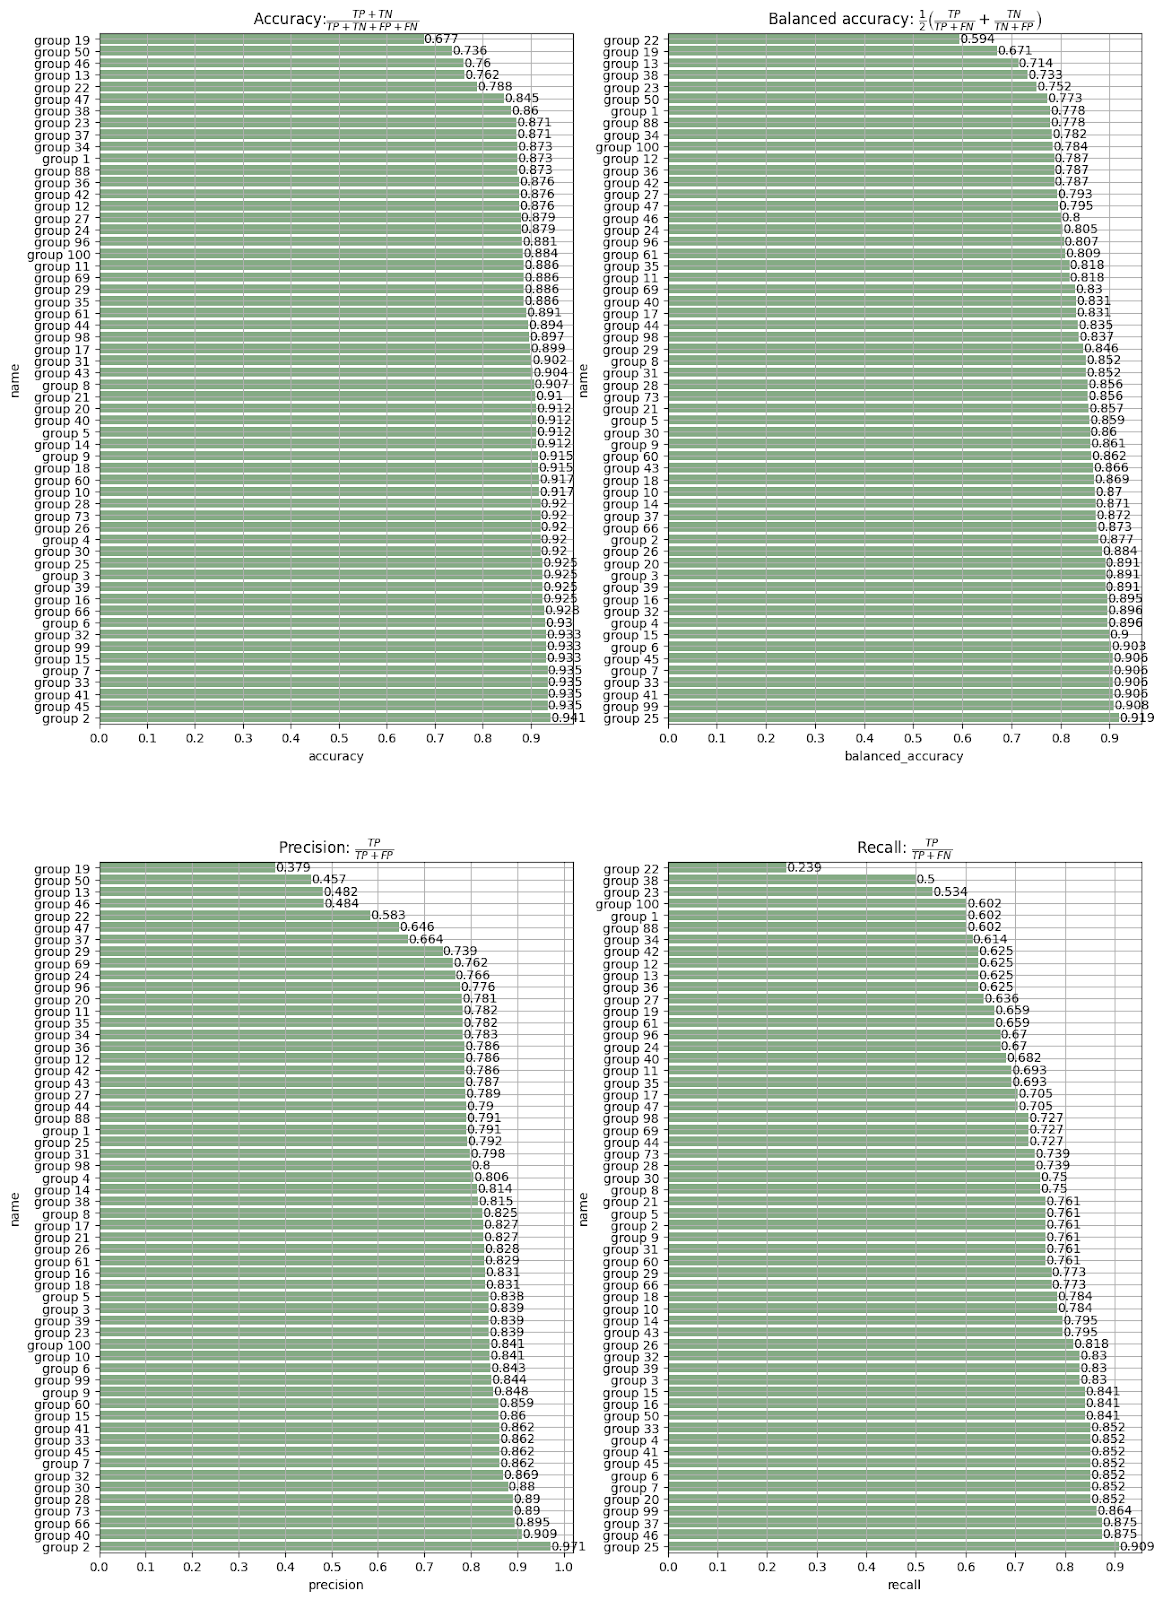 Accuracy: \frac{TP + TN}{TP + TN + FP + FN}
group 19 0.677
group 50 0.736
group 46 0.76
group 13 0.762
group 22 0.788
group 47 0.845
group 38 0.86
group 23 0.871
group 37 0.871
group 34 0.873
group 1 0.873
group 88 0.873
group 36 0.876
group 42 0.876
group 12 0.876
group 27 0.879
group 24 0.879
group 96 0.881
group 100 0.884
group 11 0.886
group 69 0.886
group 29 0.886
group 35 0.886
group 61 0.891
group 44 0.894
group 98 0.897
group 17 0.899
group 31 0.902
group 43 0.904
group 8 0.907
group 21 0.91
group 20 0.912
group 40 0.912
group 5 0.912
group 14 0.912
group 9 0.915
group 18 0.915
group 60 0.917
group 10 0.917
group 28 0.92
group 73 0.92
group 26 0.92
group 4 0.92
group 30 0.92
group 25 0.925
group 3 0.925
group 39 0.925
group 16 0.925
group 66 0.928
group 6 0.93
group 32 0.933
group 99 0.933
group 15 0.933
group 7 0.935
group 33 0.935
group 41 0.935
group 45 0.935
group 2 0.941
name
0.0 0.1 0.2 0.3 0.4 0.5 0.6 0.7 0.8 0.9
accuracy
Balanced accuracy: \frac{1}{2}(\frac{TP}{TP + FN} + \frac{TN}{TN + FP})
group 22 0.594
group 19 0.671
group 13 0.714
group 38 0.733
group 23 0.752
group 50 0.773
group 1 0.778
group 88 0.778
group 34 0.782
group 100 0.784
group 12 0.787
group 36 0.787
group 42 0.787
group 27 0.793
group 47 0.795
group 46 0.8
group 24 0.805
group 96 0.807
group 61 0.809
group 35 0.818
group 11 0.818
group 69 0.83
group 40 0.831
group 17 0.831
group 44 0.835
group 98 0.837
group 29 0.846
group 8 0.852
group 31 0.852
group 28 0.856
group 73 0.856
group 21 0.857
group 5 0.859
group 30 0.86
group 9 0.861
group 60 0.862
group 43 0.866
group 18 0.869
group 10 0.87
group 14 0.871
group 37 0.872
group 66 0.873
group 2 0.877
group 26 0.884
group 20 0.891
group 3 0.891
group 39 0.891
group 16 0.895
group 32 0.896
group 4 0.896
group 15 0.9
group 6 0.903
group 45 0.906
group 7 0.906
group 33 0.906
group 41 0.906
group 99 0.908
group 25 0.919
name
0.0 0.1 0.2 0.3 0.4 0.5 0.6 0.7 0.8 0.9
balanced_accuracy
Precision: \frac{TP}{TP + FP}
group 19 0.379
group 50 0.457
group 13 0.482
group 46 0.484
group 22 0.583
group 47 0.646
group 37 0.664
group 29 0.739
group 69 0.762
group 24 0.766
group 96 0.776
group 20 0.781
group 11 0.782
group 35 0.782
group 34 0.783
group 36 0.786
group 12 0.786
group 42 0.786
group 43 0.787
group 27 0.789
group 44 0.79
group 88 0.791
group 1 0.791
group 25 0.792
group 31 0.798
group 98 0.8
group 4 0.806
group 14 0.814
group 38 0.815
group 8 0.825
group 17 0.827
group 21 0.827
group 26 0.828
group 61 0.829
group 16 0.831
group 18 0.831
group 5 0.838
group 3 0.839
group 39 0.839
group 23 0.839
group 100 0.841
group 10 0.841
group 6 0.843
group 99 0.844
group 9 0.848
group 60 0.859
group 15 0.86
group 41 0.862
group 33 0.862
group 45 0.862
group 7 0.862
group 32 0.869
group 30 0.88
group 28 0.89
group 73 0.89
group 66 0.895
group 40 0.909
group 2 0.971
name
0.0 0.1 0.2 0.3 0.4 0.5 0.6 0.7 0.8 0.9 1.0
precision
Recall: \frac{TP}{TP + FN}
group 22 0.239
group 38 0.5
group 23 0.534
group 100 0.602
group 1 0.602
group 88 0.602
group 34 0.614
group 42 0.625
group 12 0.625
group 13 0.625
group 36 0.625
group 27 0.636
group 19 0.659
group 61 0.659
group 96 0.67
group 24 0.67
group 40 0.682
group 11 0.693
group 35 0.693
group 17 0.705
group 47 0.705
group 98 0.727
group 69 0.727
group 44 0.727
group 73 0.739
group 28 0.739
group 30 0.75
group 8 0.75
group 21 0.761
group 5 0.761
group 2 0.761
group 9 0.761
group 31 0.761
group 60 0.761
group 29 0.773
group 66 0.773
group 18 0.784
group 10 0.784
group 14 0.795
group 43 0.795
group 26 0.818
group 32 0.83
group 39 0.83
group 3 0.83
group 15 0.841
group 16 0.841
group 50 0.841
group 33 0.852
group 4 0.852
group 41 0.852
group 45 0.852
group 6 0.852
group 7 0.852
group 20 0.852
group 99 0.864
group 37 0.875
group 46 0.875
group 25 0.909
name
0.0 0.1 0.2 0.3 0.4 0.5 0.6 0.7 0.8 0.9
recall